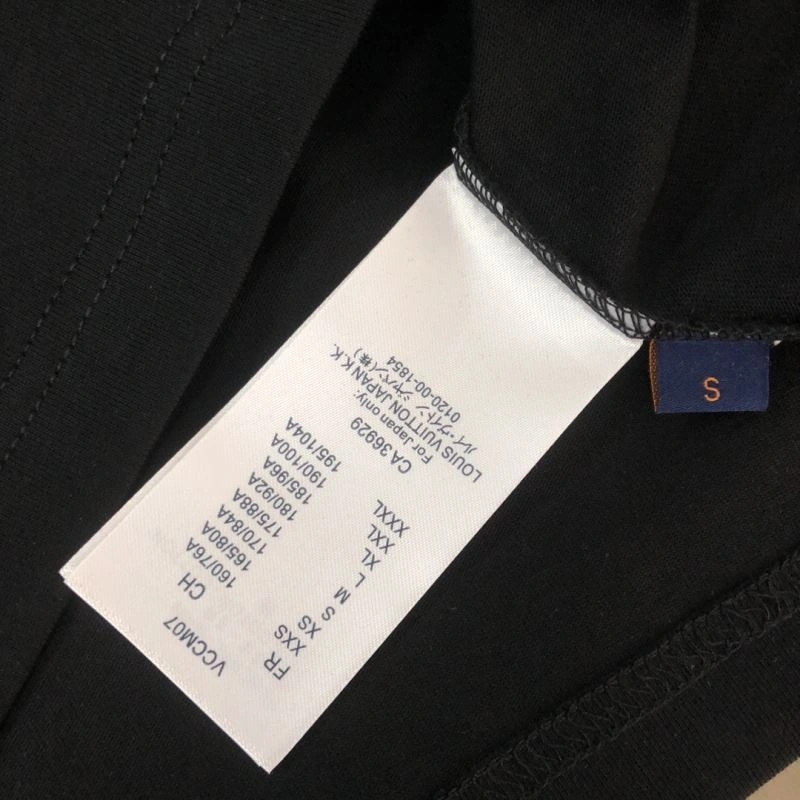 VCCM07
FR CH
XXS 160/76A
XS 165/80A
S 170/84A
M 175/88A
L 180/92A
XL 185/96A
XXL 190/100A
XXXL 195/104A
CA 36929
For Japan only:
LOUIS VUITTON JAPAN K.K.
ルイ・ヴィトン ジャパン(株)
0120-00-1854
S